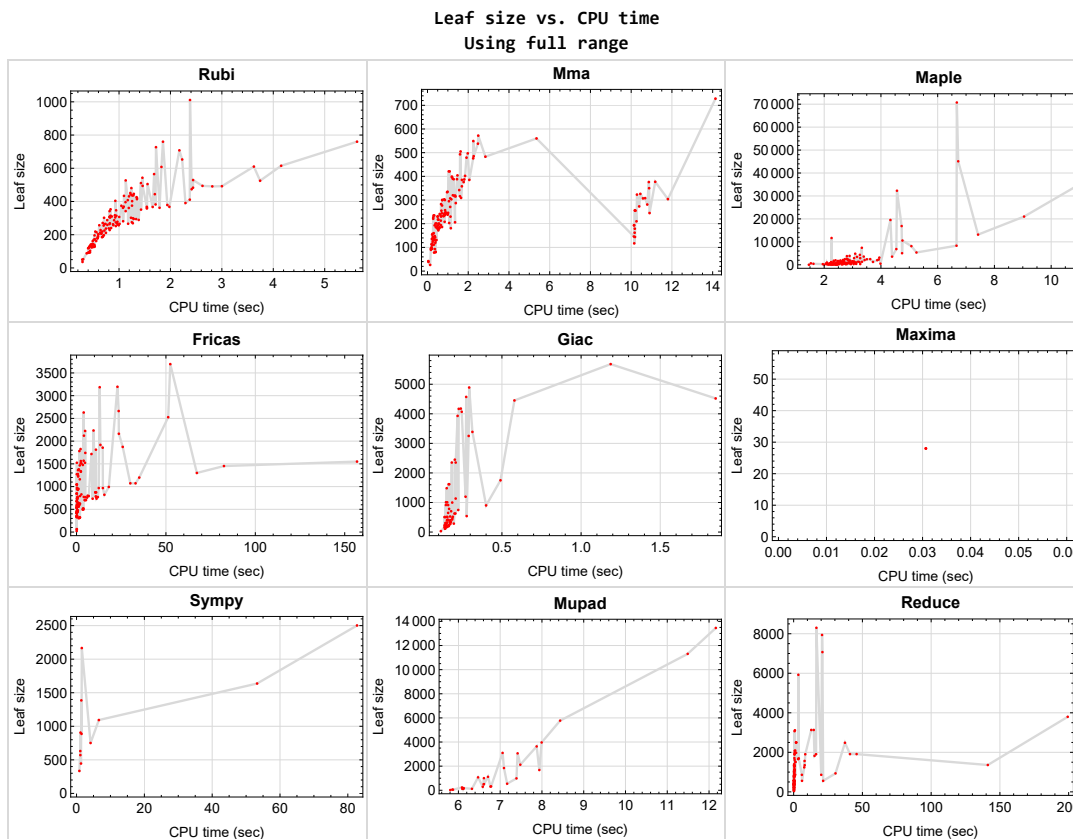 Leaf size vs. CPU time
Using full range
Rubi
Leaf size
1000
800
600
400
200
0
1 2 3 4 5
CPU time (sec)
Mma
Leaf size
700
600
500
400
300
200
100
0
0 2 4 6 8 10 12 14
CPU time (sec)
Maple
Leaf size
70 000
60 000
50 000
40 000
30 000
20 000
10 000
0
2 4 6 8 10
CPU time (sec)
Fricas
Leaf size
3500
3000
2500
2000
1500
1000
500
0
0 50 100 150
CPU time (sec)
Giac
Leaf size
5000
4000
3000
2000
1000
0
0.5 1.0 1.5
CPU time (sec)
Maxima
Leaf size
50
40
30
20
10
0
0.00 0.01 0.02 0.03 0.04 0.05
CPU time (sec)
Sympy
Leaf size
2500
2000
1500
1000
500
0
0 20 40 60 80
CPU time (sec)
Mupad
Leaf size
14 000
12 000
10 000
8000
6000
4000
2000
0
6 7 8 9 10 11 12
CPU time (sec)
Reduce
Leaf size
8000
6000
4000
2000
0
0 50 100 150
CPU time (sec)